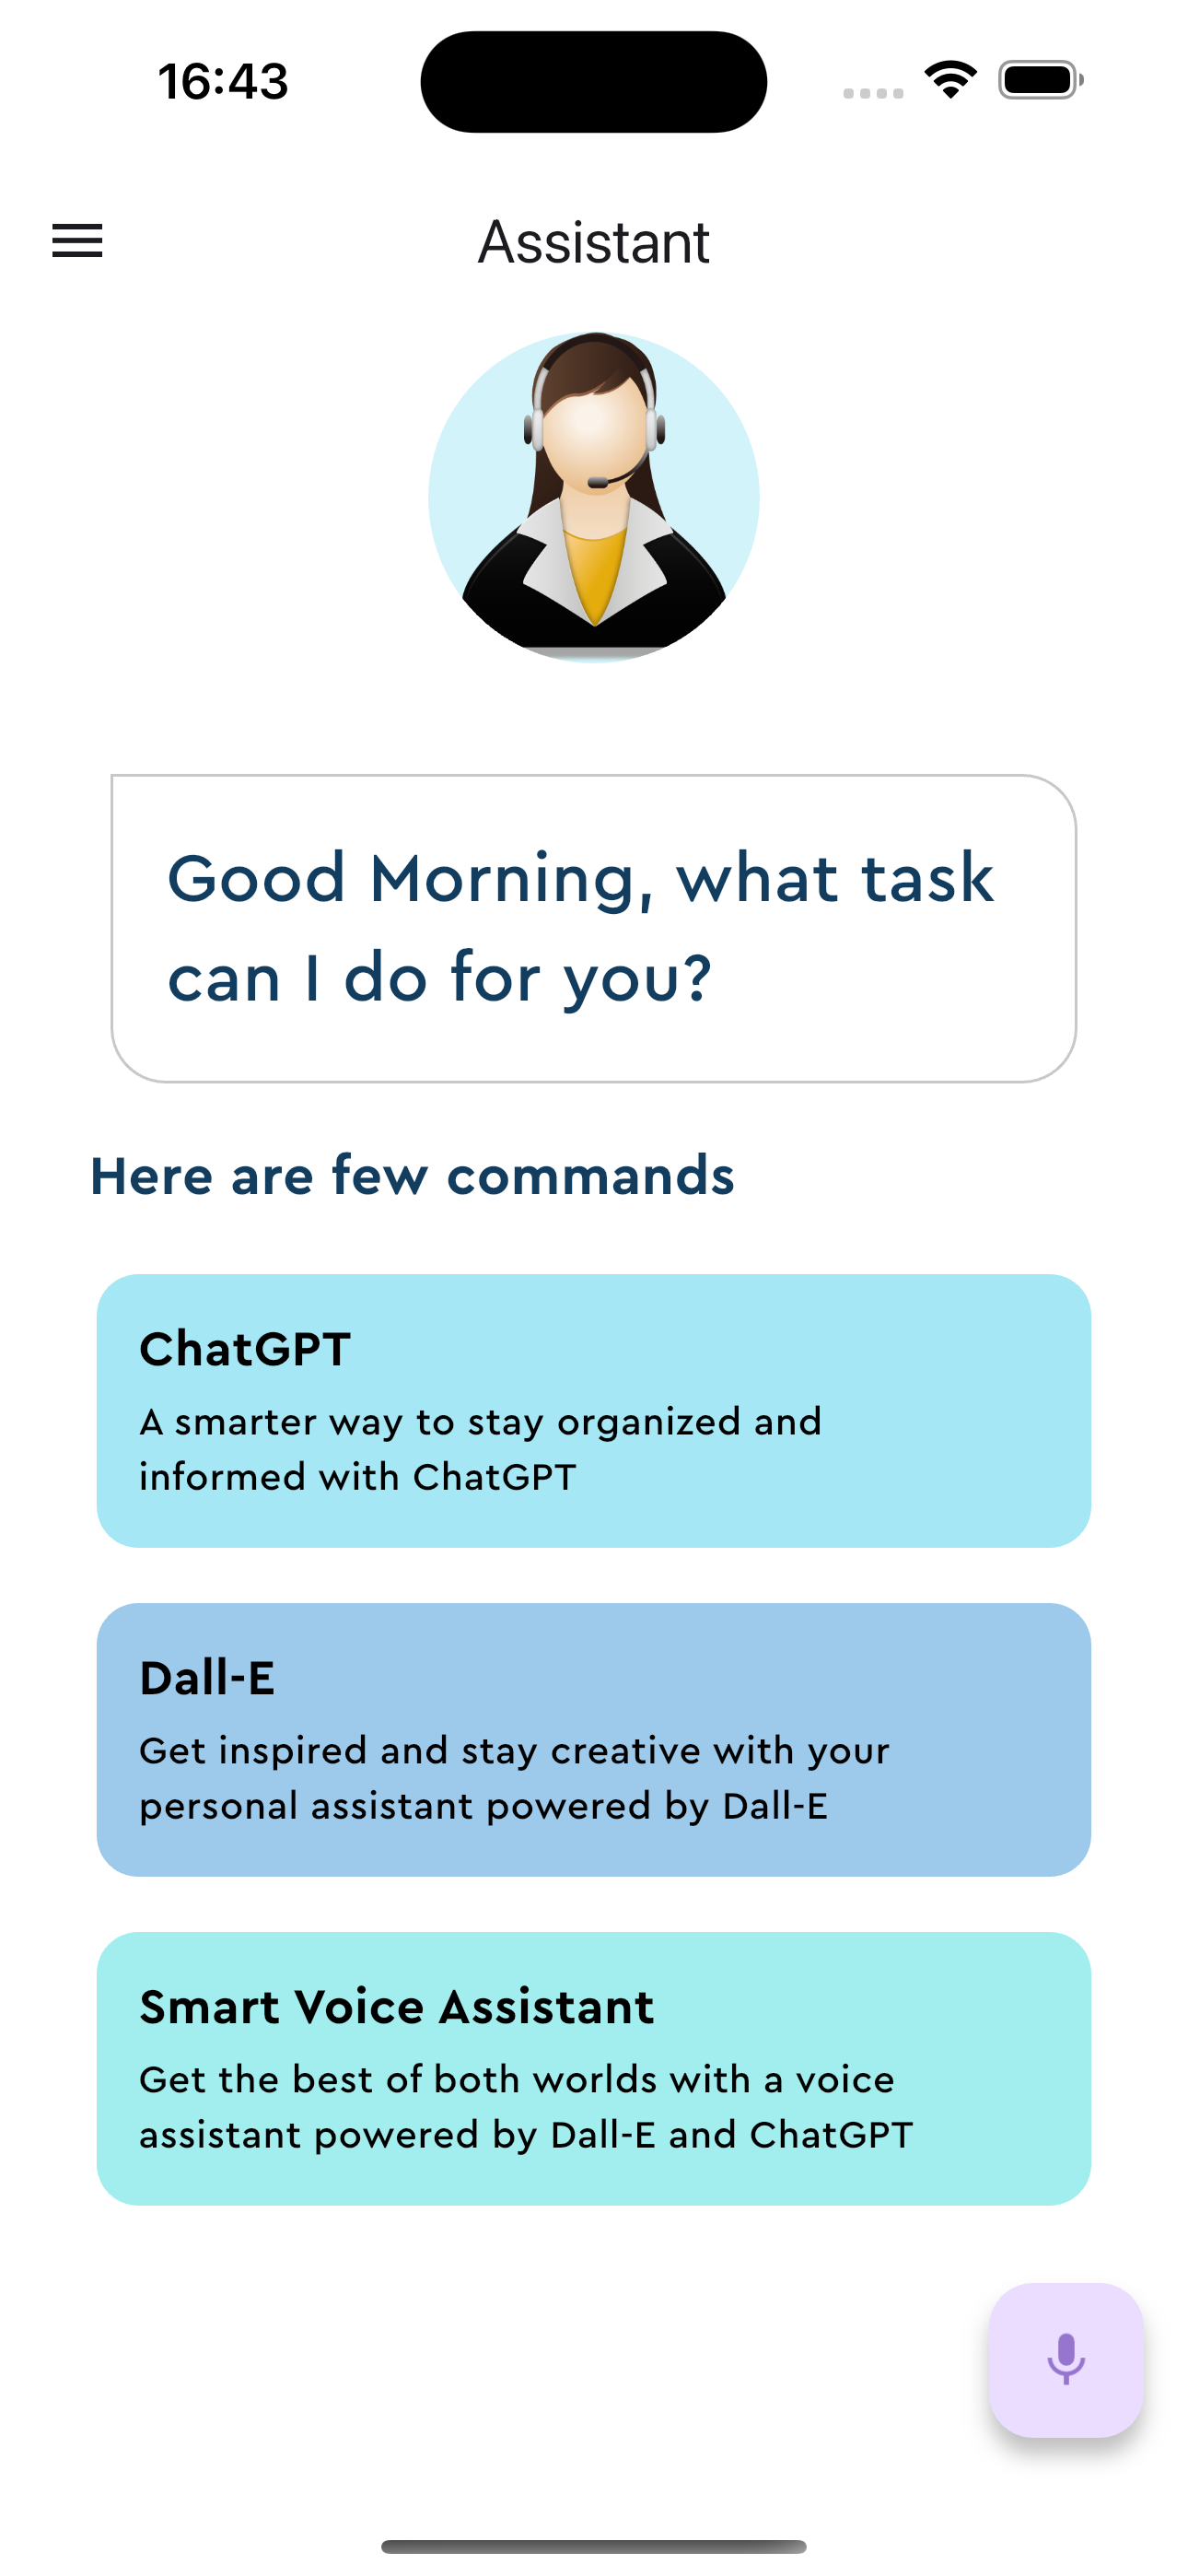 16:43
Assistant
Good Morning, what task
can I do for you?
Here are few commands
ChatGPT
A smarter way to stay organized and
informed with ChatGPT
Dall-E
Get inspired and stay creative with your
personal assistant powered by Dall-E
Smart Voice Assistant
Get the best of both worlds with a voice
assistant powered by Dall-E and ChatGPT